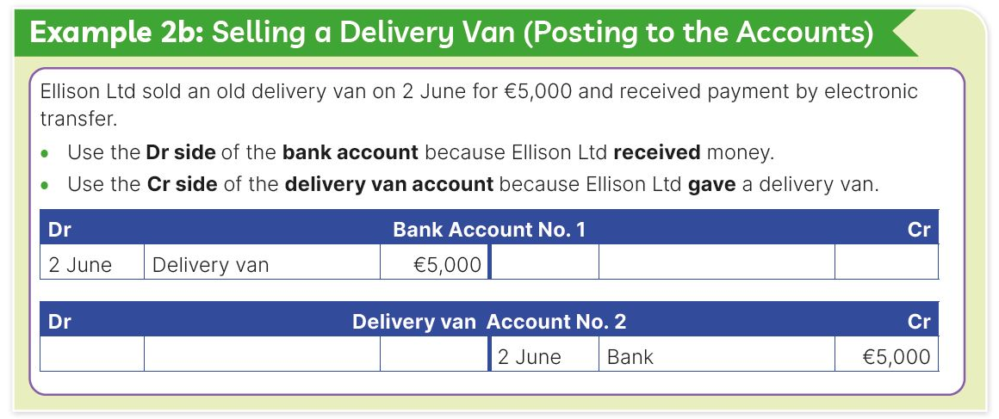 Example 2b: Selling a Delivery Van (Posting to the Accounts)
Ellison Ltd sold an old delivery van on 2 June for €5,000 and received payment by electronic
transfer.
• Use the Dr side of the bank account because Ellison Ltd received money.
• Use the Cr side of the delivery van account because Ellison Ltd gave a delivery van.
Dr Bank Account No. 1 Cr
2 June Delivery van €5,000
Dr Delivery van Account No. 2 Cr
2 June Bank €5,000